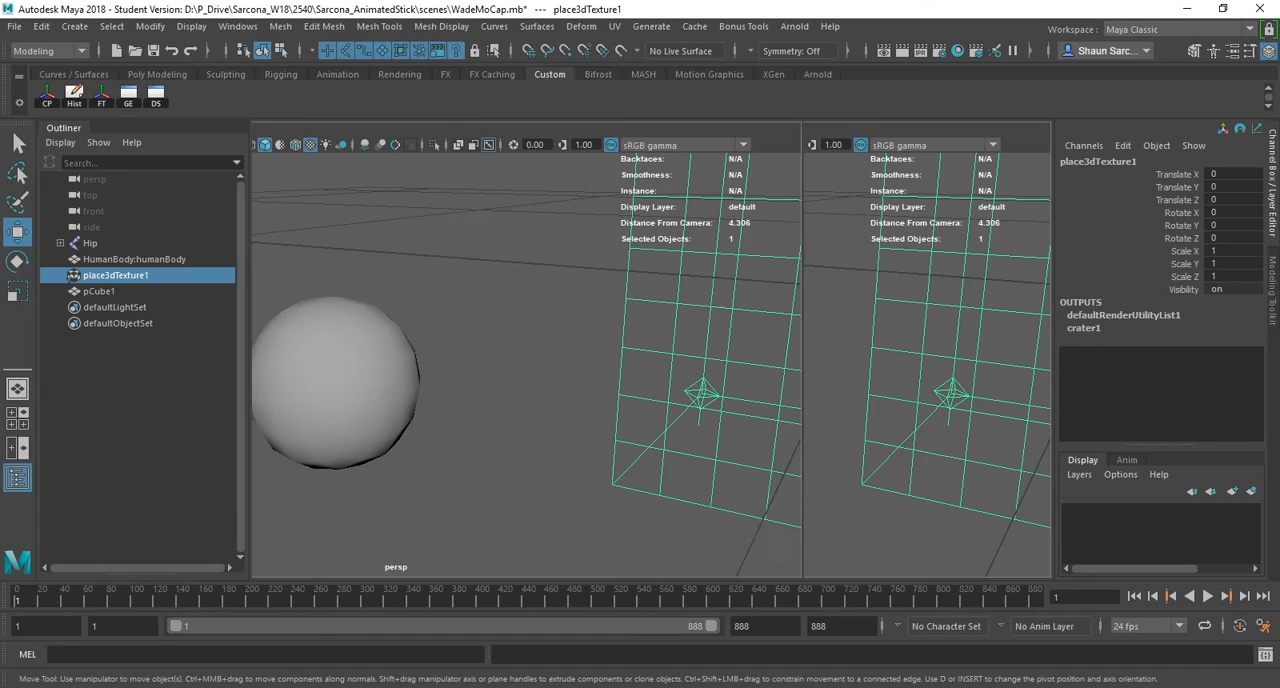 Autodesk Maya 2018 - Student Version: D:\P_Drive\Sarcona_W18\2540\Sarcona_AnimatedStick\scenes\WadeMoCap.mb* --- place3dTexture1
File Edit Create Select Modify Display Windows Mesh Edit Mesh Mesh Tools Mesh Display Curves Surfaces Deform UV Generate Cache Bonus Tools Arnold Help
Workspace: Maya Classic
Modeling No Live Surface Symmetry: Off Shaun Sarc...
Curves / Surfaces Poly Modeling Sculpting Rigging Animation Rendering FX FX Caching Custom Bifrost MASH Motion Graphics XGen Arnold
CP Hist FT GE DS
Outliner
Display Show Help
Search...
persp
top
front
side
Hip
HumanBody:humanBody
place3dTexture1
pCube1
defaultLightSet
defaultObjectSet
0.00 1.00 sRGB gamma
Backfaces: N/A
Smoothness: N/A
Instance: N/A
Display Layer: default
Distance From Camera: 4.306
Selected Objects: 1
persp
1.00 sRGB gamma
Backfaces: N/A
Smoothness: N/A
Instance: N/A
Display Layer: default
Distance From Camera: 4.306
Selected Objects: 1
Channels Edit Object Show
place3dTexture1
Translate X 0
Translate Y 0
Translate Z 0
Rotate X 0
Rotate Y 0
Rotate Z 0
Scale X 1
Scale Y 1
Scale Z 1
Visibility on
OUTPUTS
defaultRenderUtilityList1
crater1
Display Anim
Layers Options Help
Channel Box / Layer Editor
Modeling Toolkit
0 20 40 60 80 100 120 140 160 180 200 220 240 260 280 300 320 340 360 380 400 420 440 460 480 500 520 540 560 580 600 620 640 660 680 700 720 740 760 780 800 820 840 860 880
1 1
1 1 1 888 888 888 No Character Set No Anim Layer 24 fps
MEL
Move Tool: Use manipulator to move object(s). Ctrl+MMB+drag to move components along normals. Shift+drag manipulator axis or plane handles to extrude components or clone objects. Ctrl+Shift+LMB+drag to constrain movement to a connected edge. Use D or INSERT to change the pivot position and axis orientation.